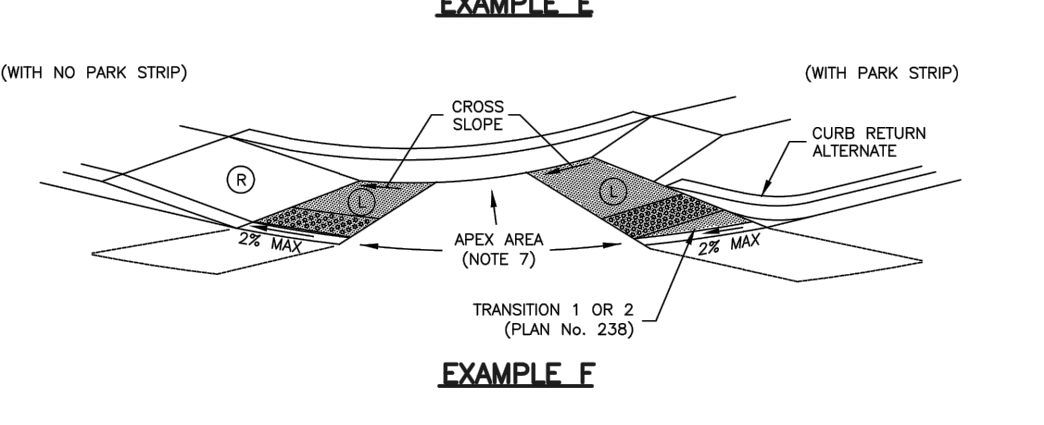 EXAMPLE E
(WITH NO PARK STRIP)
(WITH PARK STRIP)
CROSS
SLOPE
CURB RETURN
ALTERNATE
R
L
L
2% MAX
APEX AREA
(NOTE 7)
2% MAX
TRANSITION 1 OR 2
(PLAN No. 238)
EXAMPLE F